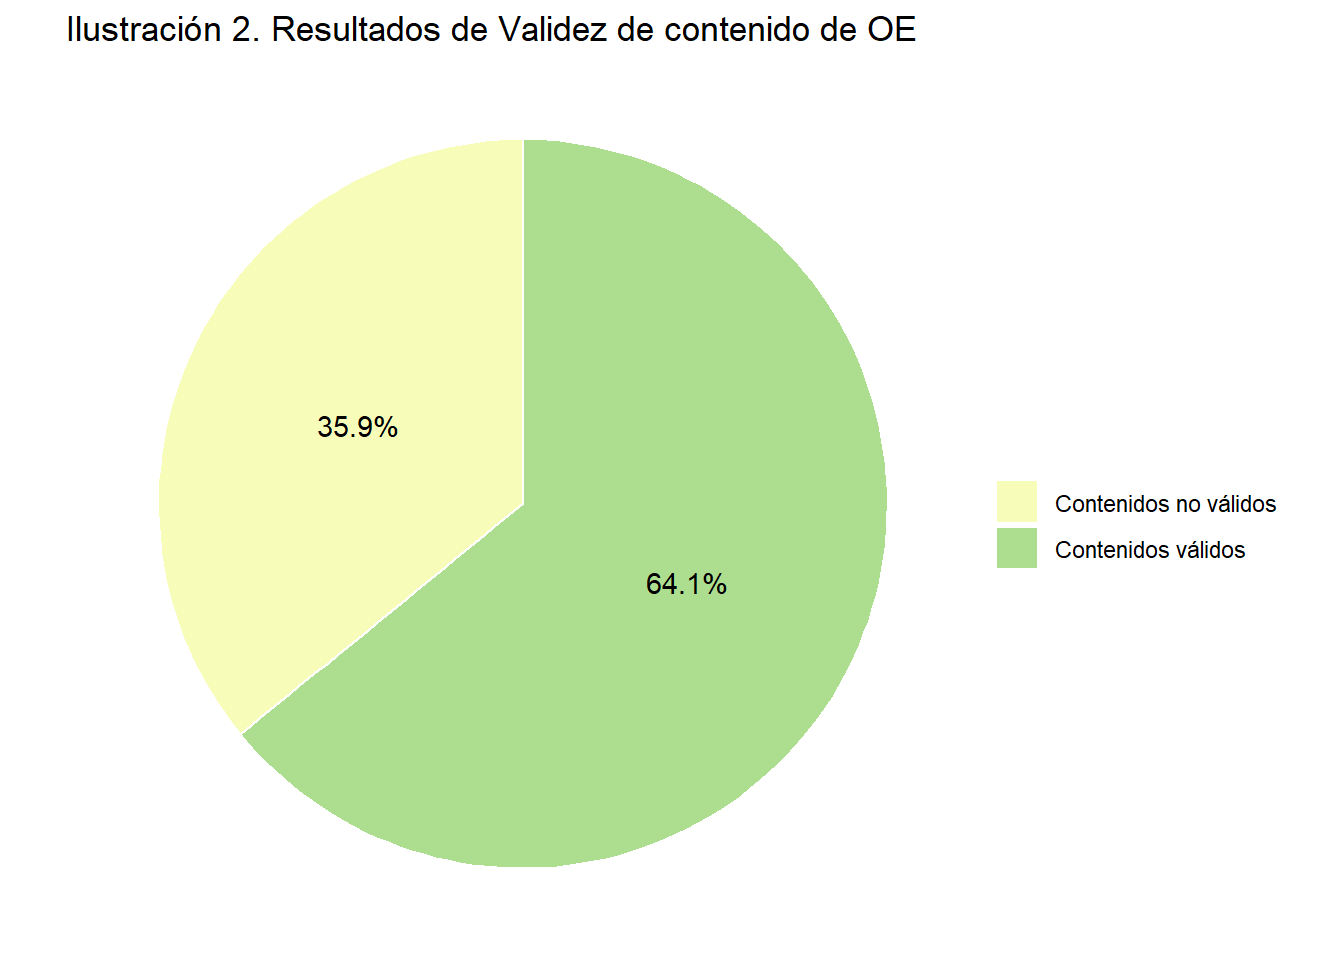 Ilustración 2. Resultados de Validez de contenido de OE
35.9%
64.1%
Contenidos no válidos
Contenidos válidos